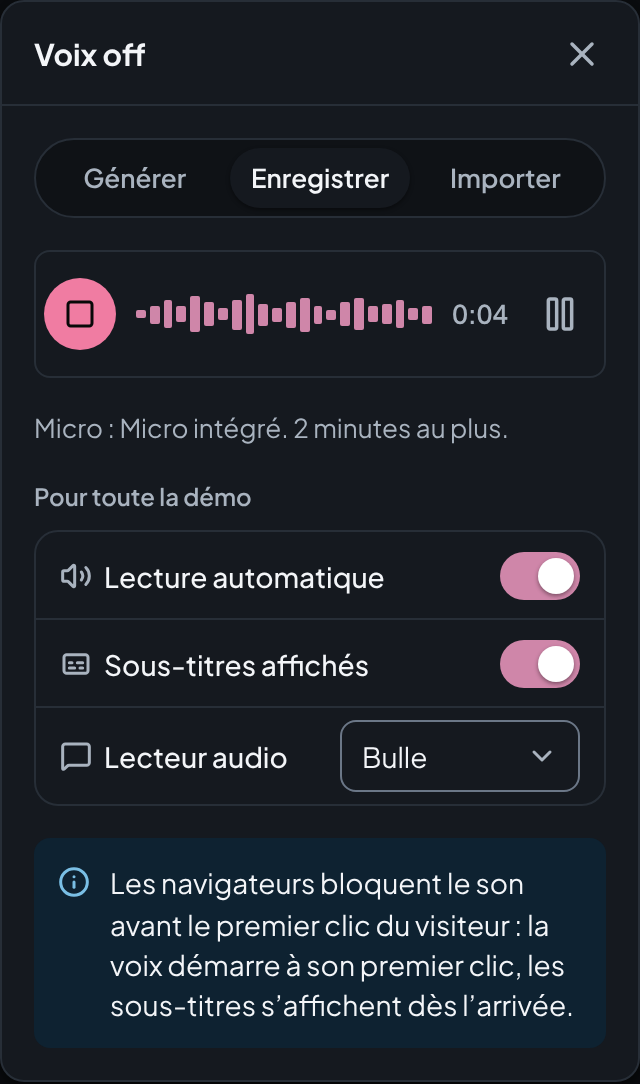 Voix off
Générer
Enregistrer
Importer
0:04
Micro : Micro intégré. 2 minutes au plus.
Pour toute la démo
Lecture automatique
Sous-titres affichés
Lecteur audio
Bulle
Les navigateurs bloquent le son
avant le premier clic du visiteur : la
voix démarre à son premier clic, les
sous-titres s’affichent dès l’arrivée.